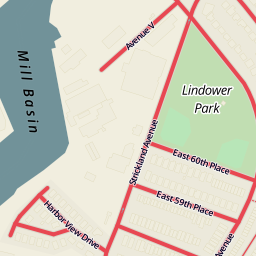 Avenue V
Mill Basin
Lindower
Park
Strickland Avenue
East 60th Place
East 59th Place
Harbor View Drive
Avenue